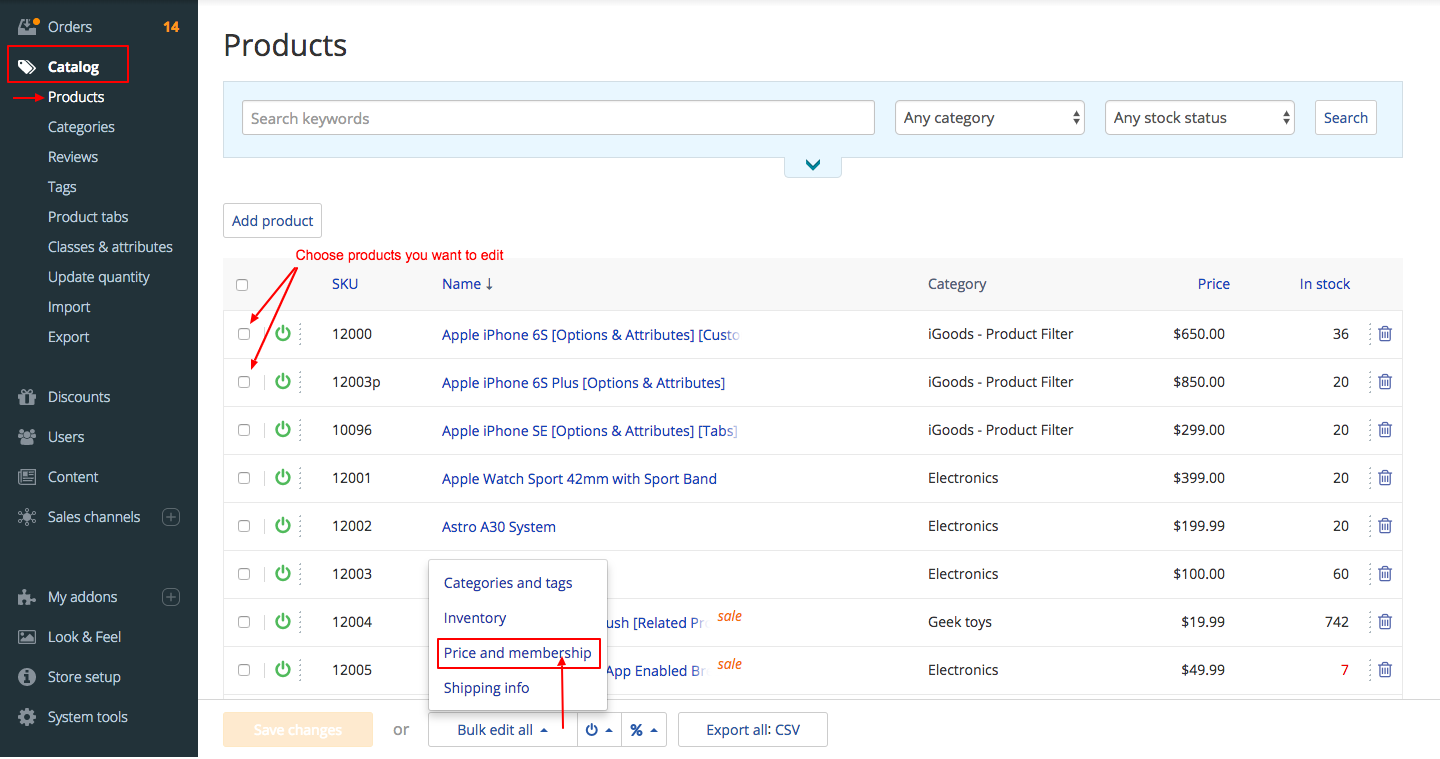 Orders 14
Catalog
Products
Categories
Reviews
Tags
Product tabs
Classes & attributes
Update quantity
Import
Export
Discounts
Users
Content
Sales channels
My addons
Look & Feel
Store setup
System tools
Products
Search keywords Any category Any stock status Search
Add product
Choose products you want to edit
SKU Name ↓ Category Price In stock
12000 Apple iPhone 6S [Options & Attributes] [Custo iGoods - Product Filter $650.00 36
12003p Apple iPhone 6S Plus [Options & Attributes] iGoods - Product Filter $850.00 20
10096 Apple iPhone SE [Options & Attributes] [Tabs] iGoods - Product Filter $299.00 20
12001 Apple Watch Sport 42mm with Sport Band Electronics $399.00 20
12002 Astro A30 System Electronics $199.99 20
12003 Electronics $100.00 60
12004 ush [Related Pr sale Geek toys $19.99 742
12005 App Enabled Br sale Electronics $49.99 7
Categories and tags
Inventory
Price and membership
Shipping info
Save changes or Bulk edit all % Export all: CSV